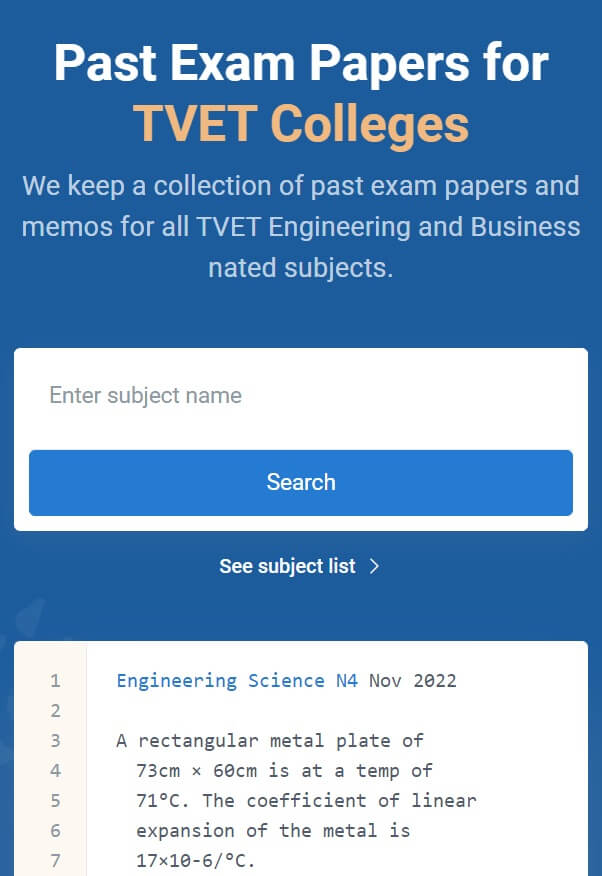 Past Exam Papers for
TVET Colleges
We keep a collection of past exam papers and
memos for all TVET Engineering and Business
nated subjects.
Enter subject name
Search
See subject list
1 Engineering Science N4 Nov 2022
2
3 A rectangular metal plate of
4 73cm × 60cm is at a temp of
5 71°C. The coefficient of linear
6 expansion of the metal is
7 17×10-6/°C.